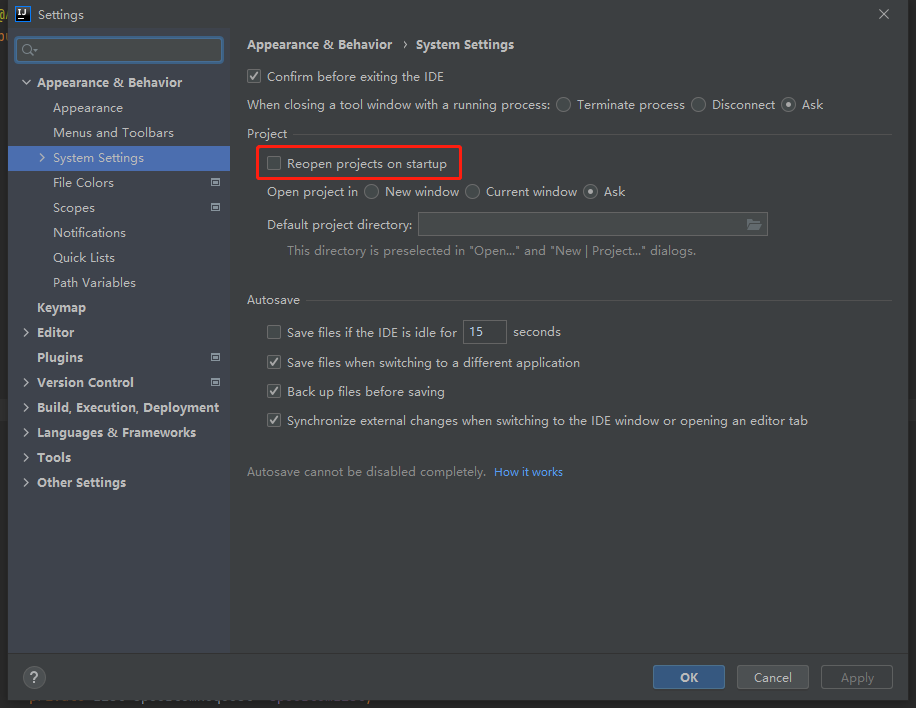 IJ
Settings
Appearance & Behavior
Appearance
Menus and Toolbars
System Settings
File Colors
Scopes
Notifications
Quick Lists
Path Variables
Keymap
Editor
Plugins
Version Control
Build, Execution, Deployment
Languages & Frameworks
Tools
Other Settings
Appearance & Behavior › System Settings
Confirm before exiting the IDE
When closing a tool window with a running process: Terminate process Disconnect Ask
Project
Reopen projects on startup
Open project in New window Current window Ask
Default project directory:
This directory is preselected in "Open..." and "New | Project..." dialogs.
Autosave
Save files if the IDE is idle for 15 seconds
Save files when switching to a different application
Back up files before saving
Synchronize external changes when switching to the IDE window or opening an editor tab
Autosave cannot be disabled completely. How it works
?
OK Cancel Apply